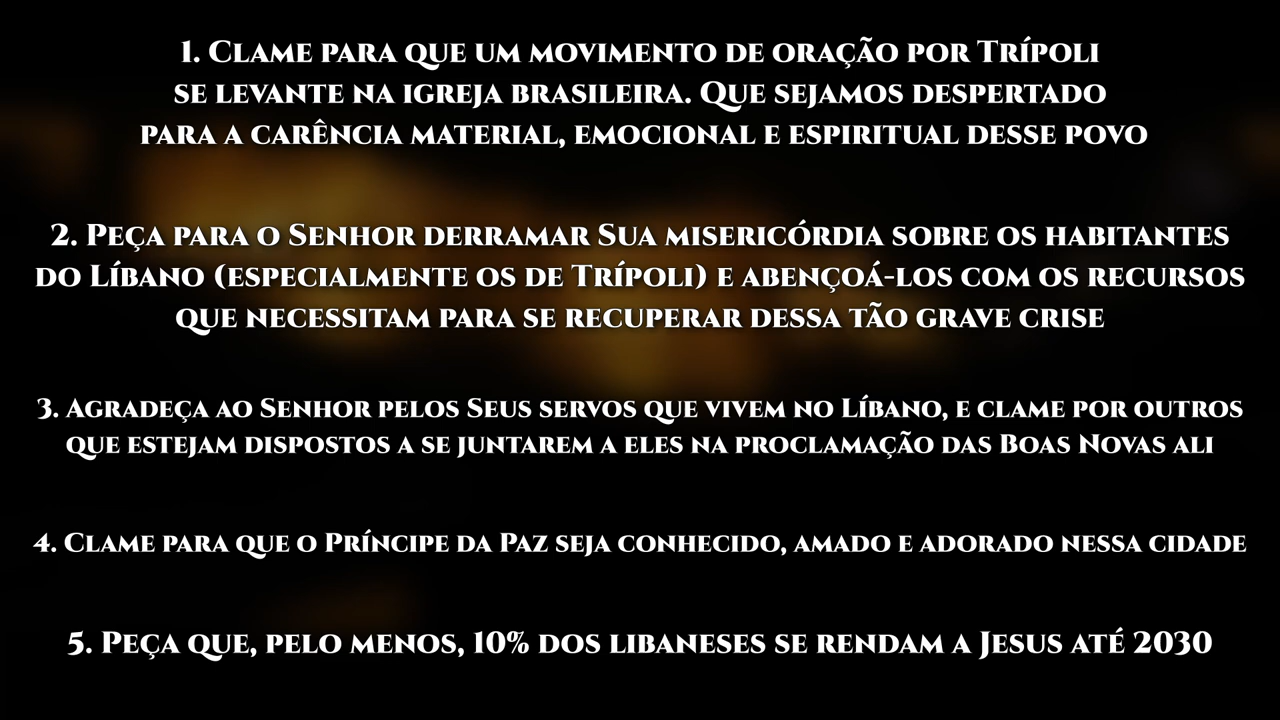 1. Clame para que um movimento de oração por Trípoli
se levante na igreja brasileira. Que sejamos despertado
para a carência material, emocional e espiritual desse povo
2. Peça para o Senhor derramar Sua misericórdia sobre os habitantes
do Líbano (especialmente os de Trípoli) e abençoá-los com os recursos
que necessitam para se recuperar dessa tão grave crise
3. Agradeça ao Senhor pelos Seus servos que vivem no Líbano, e clame por outros
que estejam dispostos a se juntarem a eles na proclamação das Boas Novas ali
4. Clame para que o Príncipe da Paz seja conhecido, amado e adorado nessa cidade
5. Peça que, pelo menos, 10% dos libaneses se rendam a Jesus até 2030